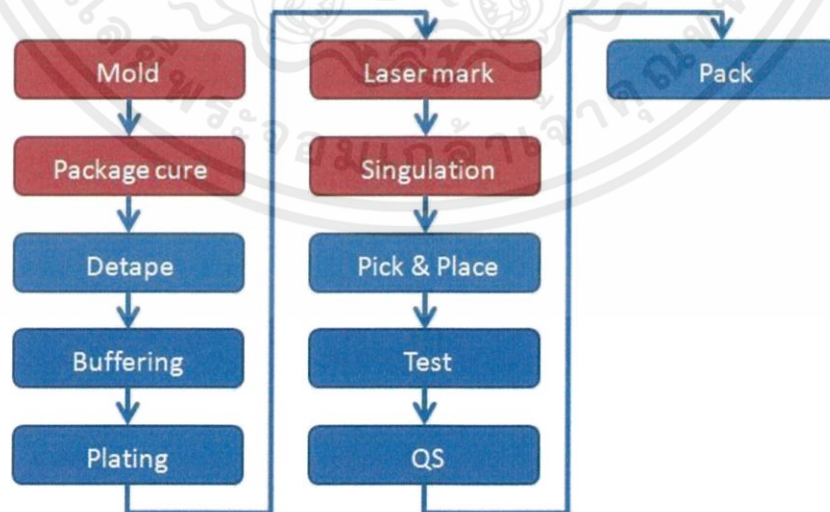 Mold
Package cure
Detape
Buffering
Plating
Laser mark
Singulation
Pick & Place
Test
QS
Pack